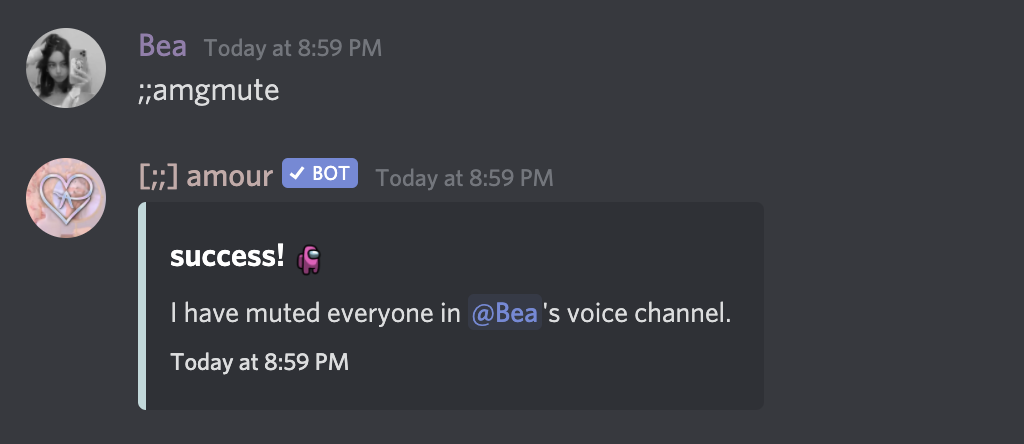 Bea Today at 8:59 PM
;;amgmute
[;;] amour BOT Today at 8:59 PM
success!
I have muted everyone in @Bea's voice channel.
Today at 8:59 PM